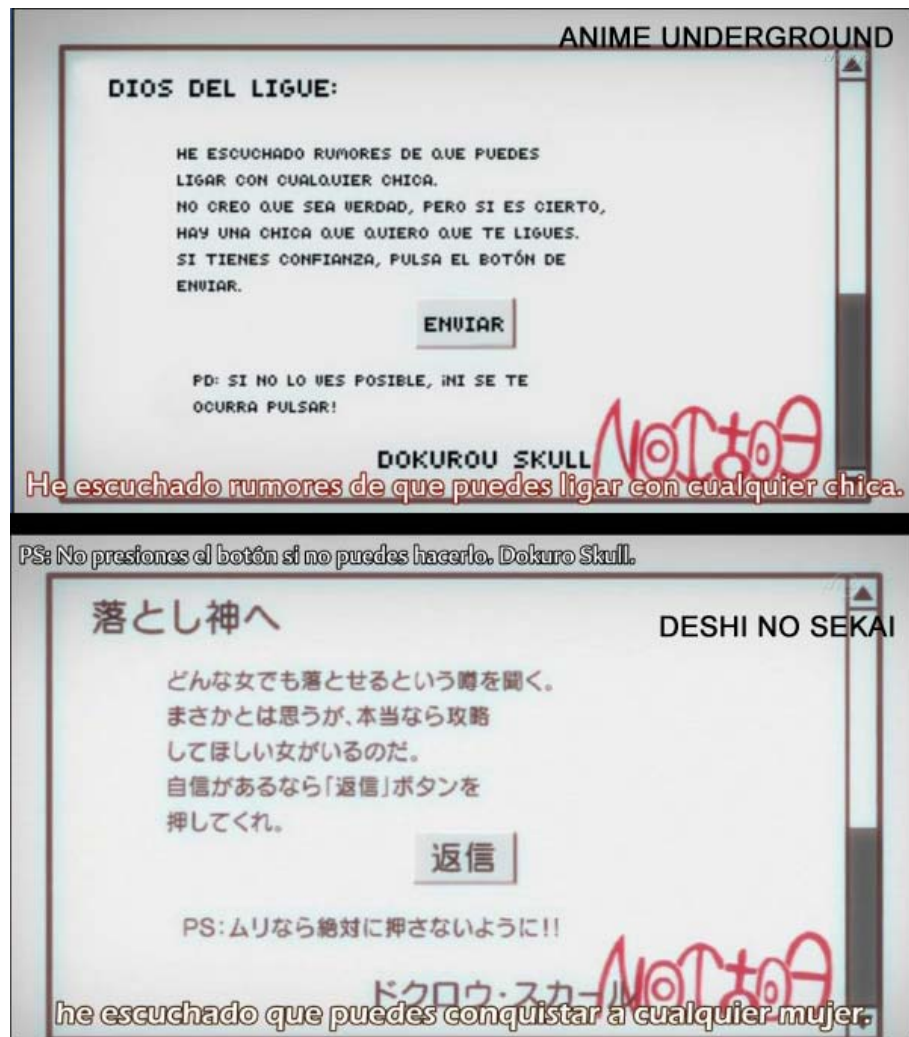 ANIME UNDERGROUND
DIOS DEL LIGUE:
HE ESCUCHADO RUMORES DE QUE PUEDES
LIGAR CON CUALQUIER CHICA.
NO CREO QUE SEA VERDAD, PERO SI ES CIERTO,
HAY UNA CHICA QUE QUIERO QUE TE LIGUES.
SI TIENES CONFIANZA, PULSA EL BOTÓN DE
ENVIAR.
ENVIAR
PD: SI NO LO VES POSIBLE, ¡NI SE TE
OCURRA PULSAR!
DOKUROU SKULL
He escuchado rumores de que puedes ligar con cualquier chica.
PS: No presiones el botón si no puedes hacerlo. Dokuro Skull.
落とし神へ
DESHI NO SEKAI
どんな女でも落とせるという噂を聞く。
まさかとは思うが、本当なら攻略
してほしい女がいるのだ。
自信があるなら「返信」ボタンを
押してくれ。
返信
PS:ムリなら絶対に押さないように!!
ドクロウ・スカール
he escuchado que puedes conquistar a cualquier mujer,